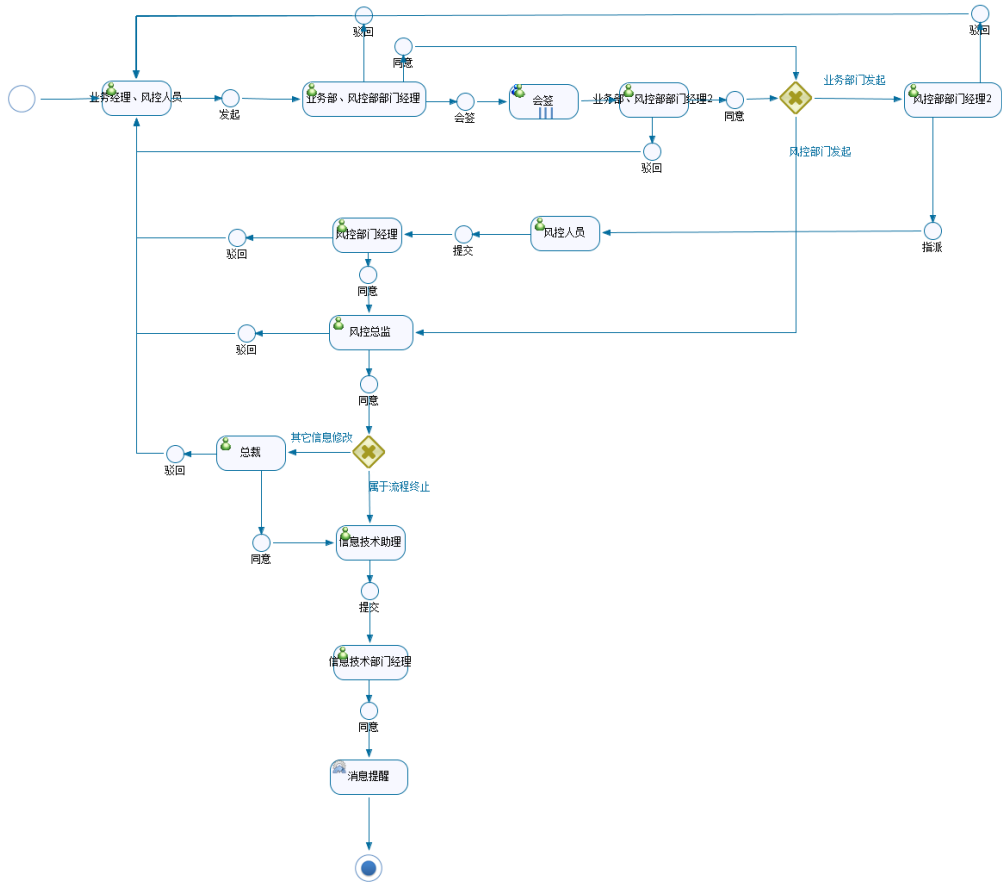 驳回
驳回
同意
业务部门发起
业务经理、风控人员
发起
业务部、风控部部门经理
会签
会签
业务部、风控部部门经理2
同意
风控部部门经理2
风控部门发起
驳回
风控部门经理
驳回
提交
风控人员
指派
同意
风控总监
驳回
同意
其它信息修改
总裁
驳回
属于流程终止
同意
信息技术助理
提交
信息技术部门经理
同意
消息提醒